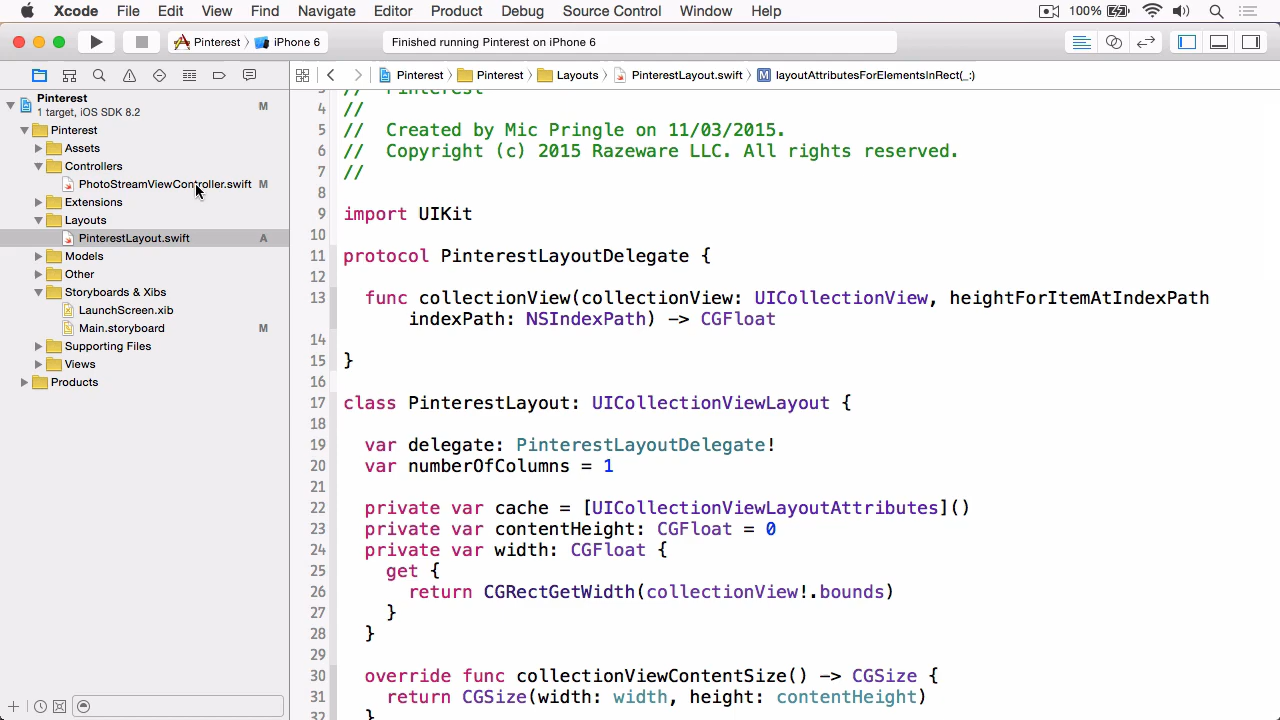 Xcode File Edit View Find Navigate Editor Product Debug Source Control Window Help 100%
Pinterest iPhone 6 Finished running Pinterest on iPhone 6
Pinterest Pinterest Layouts PinterestLayout.swift M layoutAttributesForElementsInRect(_:)
Pinterest
1 target, iOS SDK 8.2 M
Pinterest
Assets
Controllers
PhotoStreamViewController.swift M
Extensions
Layouts
PinterestLayout.swift A
Models
Other
Storyboards & Xibs
LaunchScreen.xib
Main.storyboard M
Supporting Files
Views
Products
3 // Pinterest
4 //
5 // Created by Mic Pringle on 11/03/2015.
6 // Copyright (c) 2015 Razeware LLC. All rights reserved.
7 //
8
9 import UIKit
10
11 protocol PinterestLayoutDelegate {
12
13 func collectionView(collectionView: UICollectionView, heightForItemAtIndexPath
indexPath: NSIndexPath) -> CGFloat
14
15 }
16
17 class PinterestLayout: UICollectionViewLayout {
18
19 var delegate: PinterestLayoutDelegate!
20 var numberOfColumns = 1
21
22 private var cache = [UICollectionViewLayoutAttributes]()
23 private var contentHeight: CGFloat = 0
24 private var width: CGFloat {
25 get {
26 return CGRectGetWidth(collectionView!.bounds)
27 }
28 }
29
30 override func collectionViewContentSize() -> CGSize {
31 return CGSize(width: width, height: contentHeight)
32 }